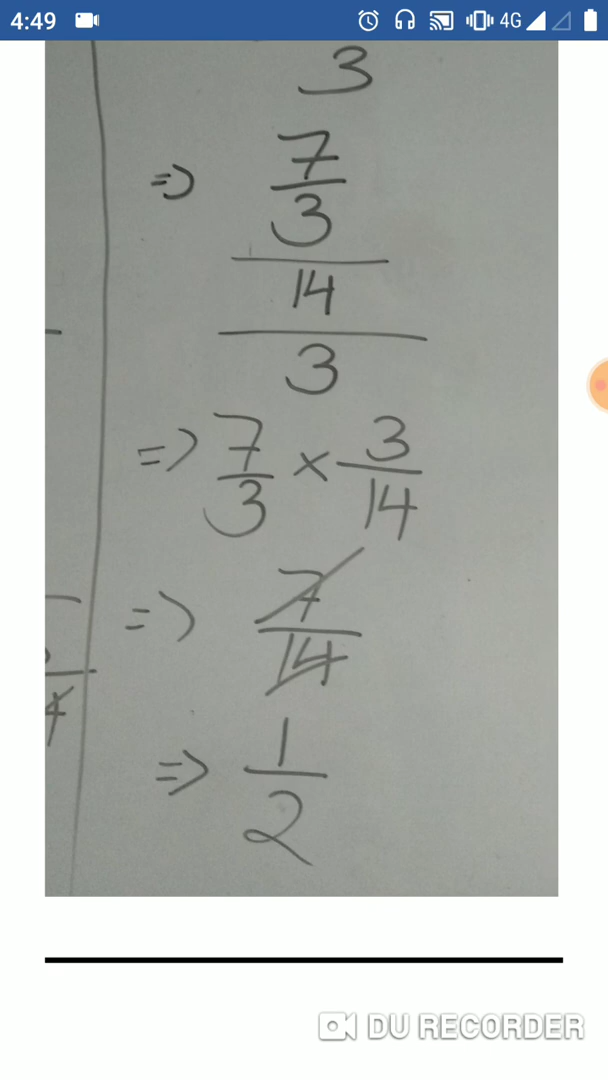 4:49 4G
3
=> 7
3
14
3
=> 7/3 × 3/14
=> 7/14
=> 1/2
DU RECORDER